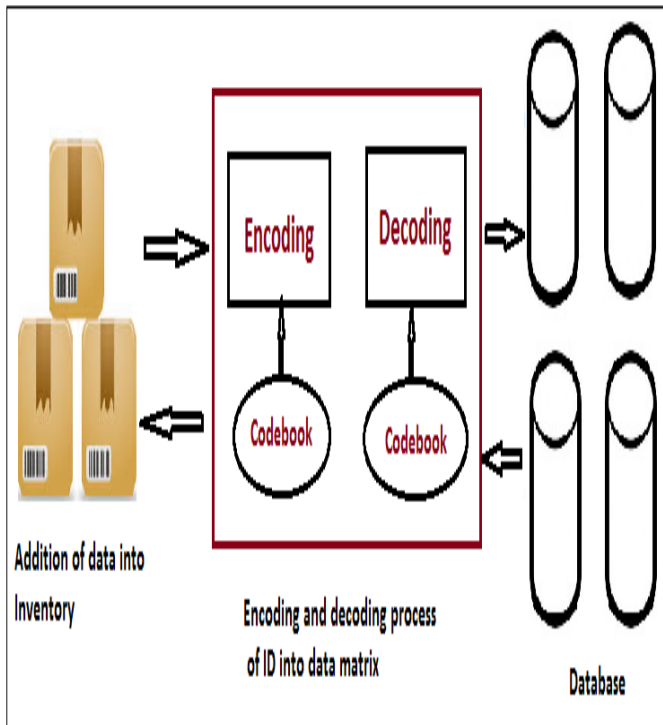 Encoding
Decoding
Codebook
Codebook
Addition of data into
Inventory
Encoding and decoding process
of ID into data matrix
Database